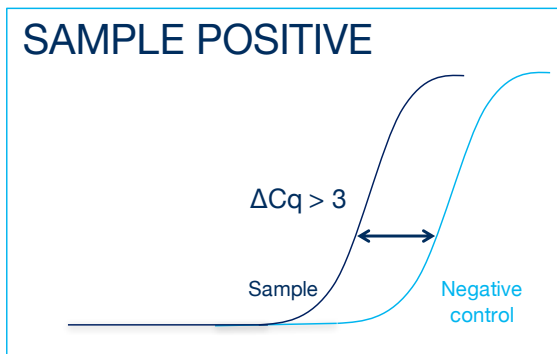 SAMPLE POSITIVE
ΔCq > 3
Sample
Negative
control